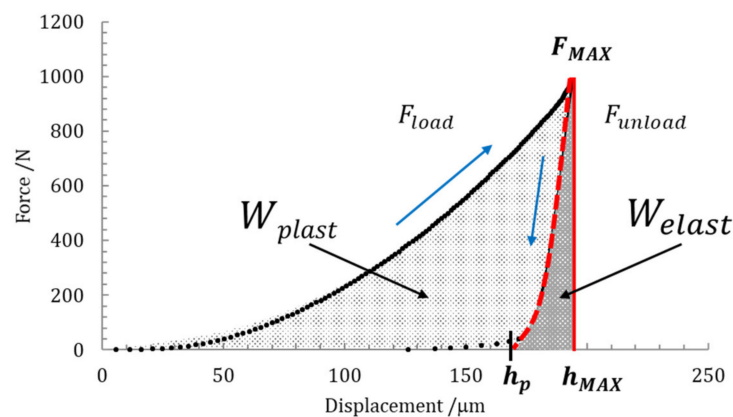 1200
F_MAX
1000
F_load
F_unload
800
Force /N
600
W_plast
W_elast
400
200
0
0
50
100
150
h_p
h_MAX
250
Displacement /µm